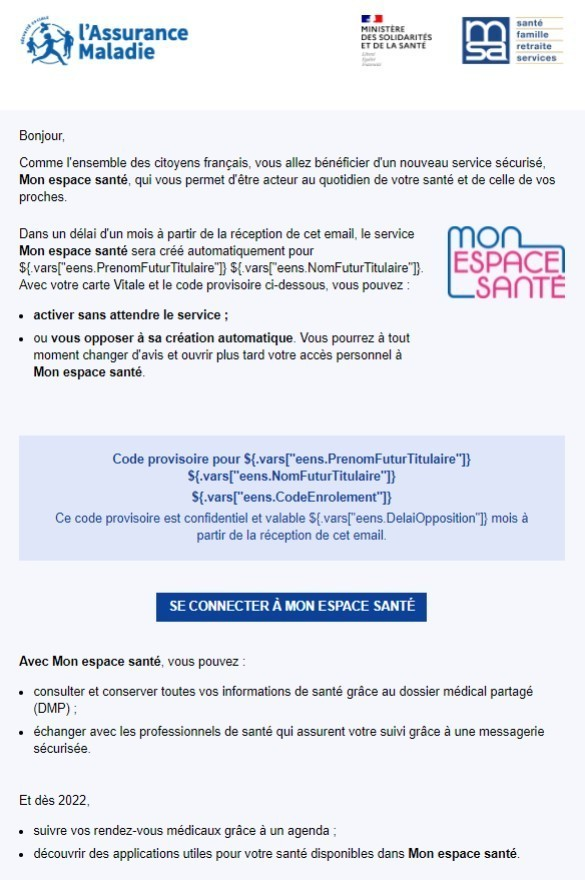 l'Assurance
Maladie
MINISTÈRE
DES SOLIDARITÉS
ET DE LA SANTÉ
Liberté
Égalité
Fraternité
msa
santé
famille
retraite
services
Bonjour,
Comme l'ensemble des citoyens français, vous allez bénéficier d'un nouveau service sécurisé,
Mon espace santé, qui vous permet d'être acteur au quotidien de votre santé et de celle de vos
proches.
Dans un délai d'un mois à partir de la réception de cet email, le service
Mon espace santé sera créé automatiquement pour
${.vars["eens.PrenomFuturTitulaire"]} ${.vars["eens.NomFuturTitulaire"]}.
Avec votre carte Vitale et le code provisoire ci-dessous, vous pouvez :
• activer sans attendre le service ;
• ou vous opposer à sa création automatique. Vous pourrez à tout
moment changer d'avis et ouvrir plus tard votre accès personnel à
Mon espace santé.
mon
ESPACE
SANTÉ
Code provisoire pour ${.vars["eens.PrenomFuturTitulaire"]}
${.vars["eens.NomFuturTitulaire"]}
${.vars["eens.CodeEnrolement"]}
Ce code provisoire est confidentiel et valable ${.vars["eens.DelaiOpposition"]} mois à
partir de la réception de cet email.
SE CONNECTER À MON ESPACE SANTÉ
Avec Mon espace santé, vous pouvez :
• consulter et conserver toutes vos informations de santé grâce au dossier médical partagé
(DMP) ;
• échanger avec les professionnels de santé qui assurent votre suivi grâce à une messagerie
sécurisée.
Et dès 2022,
• suivre vos rendez-vous médicaux grâce à un agenda ;
• découvrir des applications utiles pour votre santé disponibles dans Mon espace santé.